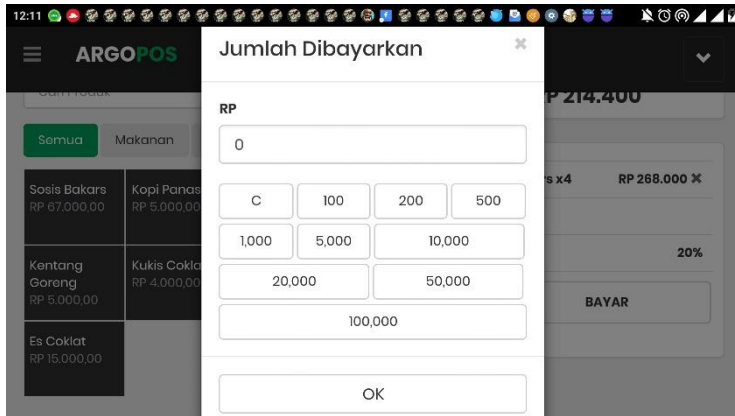 12:11
ARGOPOS
Jumlah Dibayarkan
RP 214.400
RP
0
Semua
Makanan
C
100
200
500
1,000
5,000
10,000
20,000
50,000
100,000
OK
Sosis Bakars
RP 67.000,00
Kopi Panas
RP 5.000,00
Kentang
Goreng
RP 5.000,00
Kukis Cokla
RP 4.000,00
Es Coklat
RP 15.000,00
x4
RP 268.000
20%
BAYAR